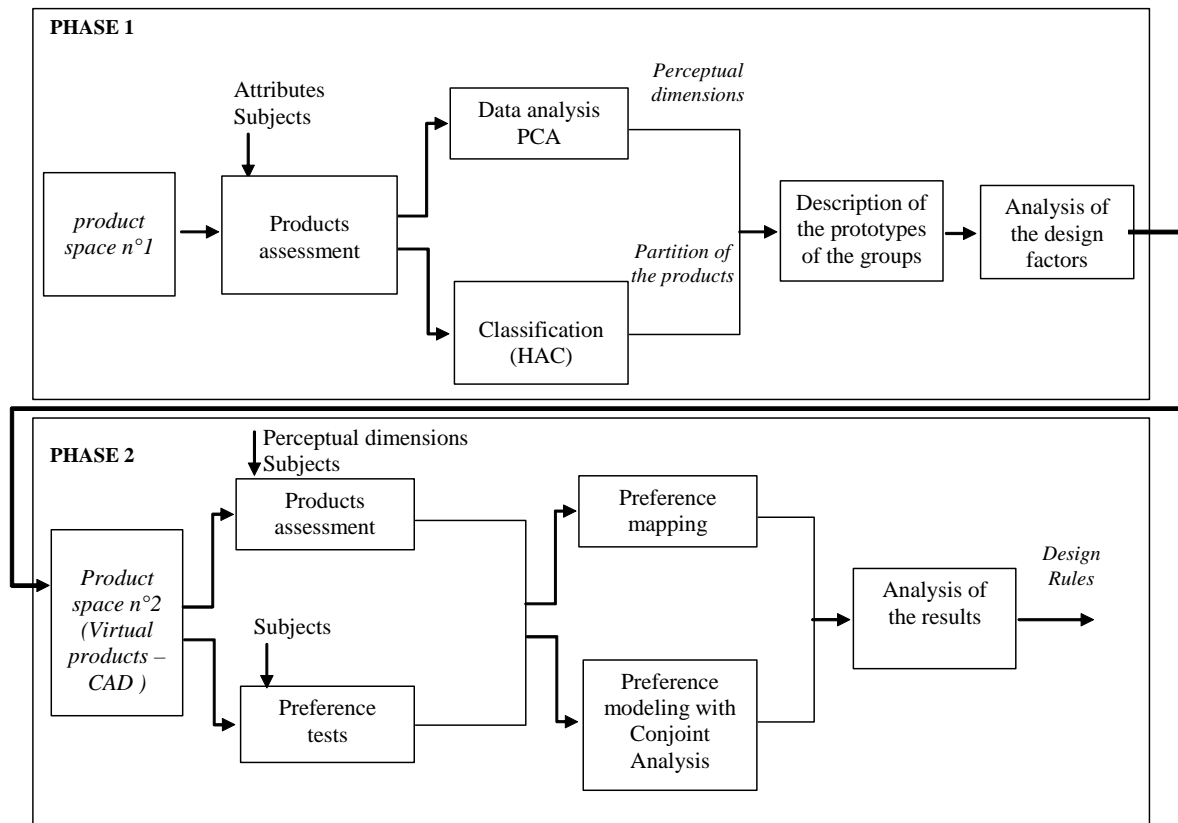 PHASE 1
Attributes
Subjects
product
space n°1
Products
assessment
Data analysis
PCA
Perceptual
dimensions
Classification
(HAC)
Partition of
the products
Description of
the prototypes
of the groups
Analysis of
the design
factors
PHASE 2
Perceptual dimensions
Subjects
Products
assessment
Product
space n°2
(Virtual
products –
CAD )
Subjects
Preference
tests
Preference
mapping
Preference
modeling with
Conjoint
Analysis
Analysis of
the results
Design
Rules